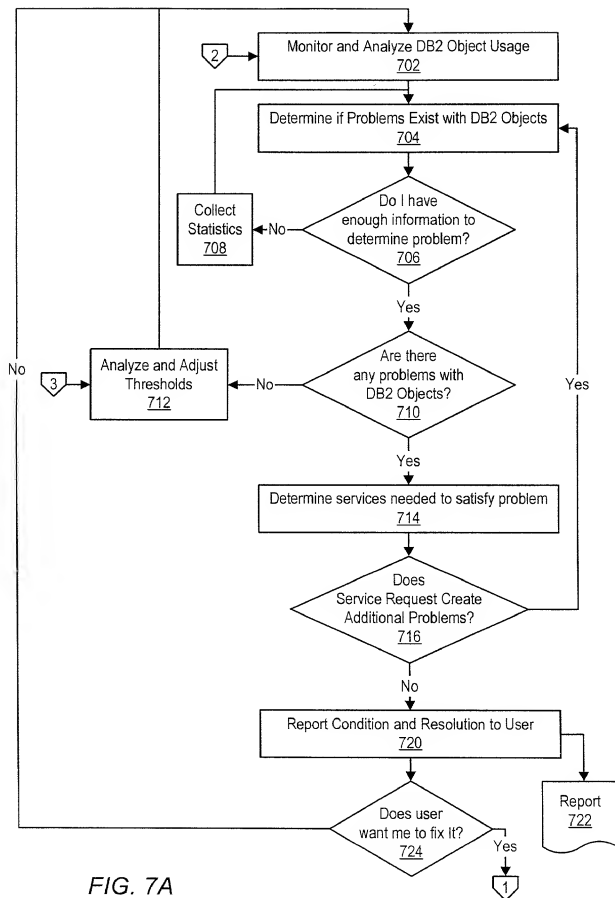 Monitor and Analyze DB2 Object Usage
702
2
Determine if Problems Exist with DB2 Objects
704
Do I have
enough information to
determine problem?
706
No
Collect
Statistics
708
Yes
Are there
any problems with
DB2 Objects?
710
No
Analyze and Adjust
Thresholds
712
3
No
Yes
Yes
Determine services needed to satisfy problem
714
Does
Service Request Create
Additional Problems?
716
No
Report Condition and Resolution to User
720
Report
722
Does user
want me to fix It?
724
Yes
1
FIG. 7A